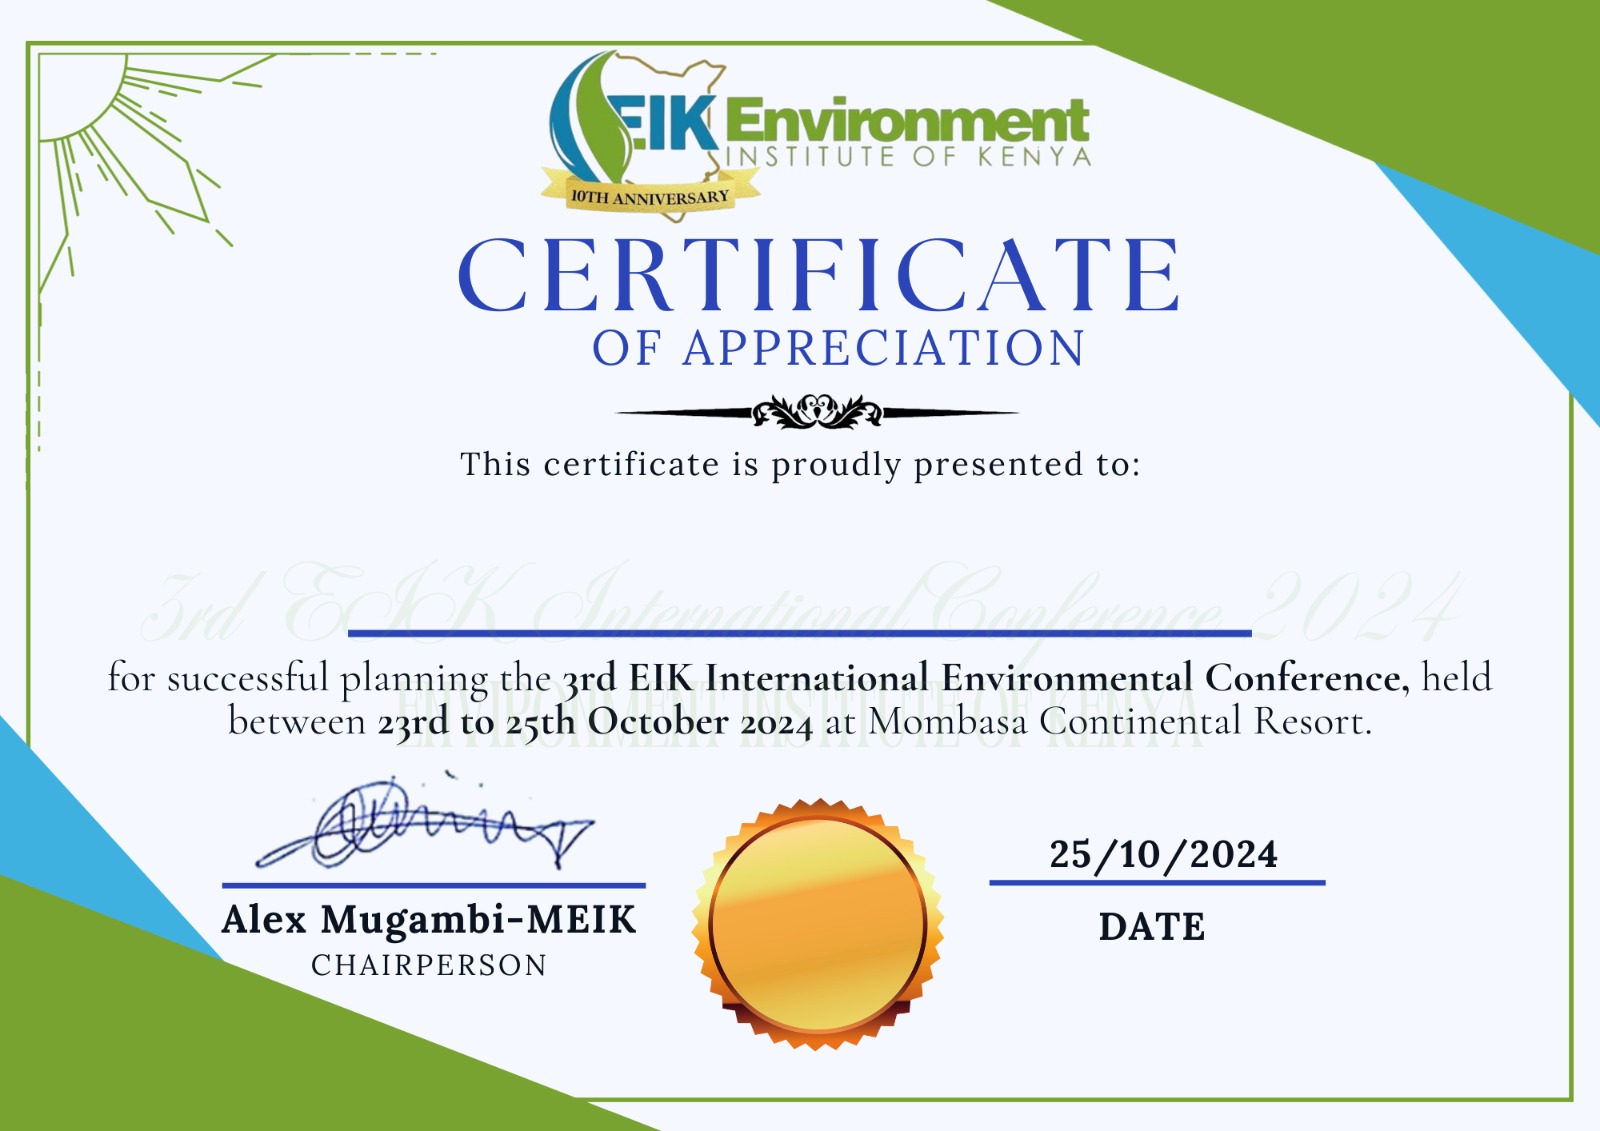 EIK Environment
INSTITUTE OF KENYA
10TH ANNIVERSARY
CERTIFICATE
OF APPRECIATION
This certificate is proudly presented to:
3rd EIK International Conference 2024
for successful planning the 3rd EIK International Environmental Conference, held
ENVIRONMENT INSTITUTE OF KENYA
between 23rd to 25th October 2024 at Mombasa Continental Resort.
25/10/2024
Alex Mugambi-MEIK
DATE
CHAIRPERSON